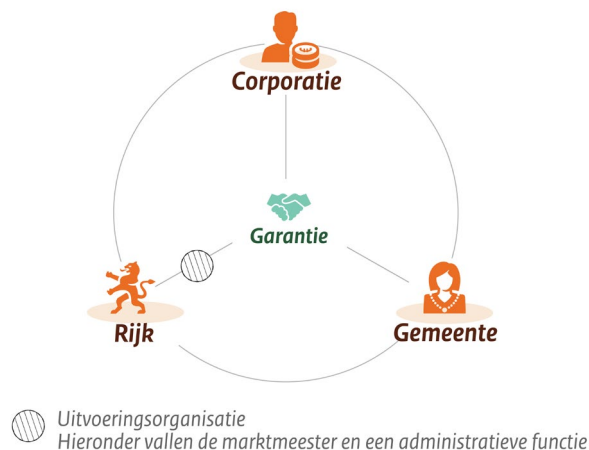 Corporatie
Garantie
Rijk
Gemeente
Uitvoeringsorganisatie
Hieronder vallen de marktmeester en een administratieve functie